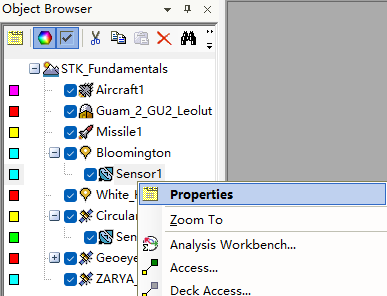 Object Browser
STK_Fundamentals
Aircraft1
Guam_2_GU2_Leolut
Missile1
Bloomington
Sensor1
White_
Properties
Circular
Zoom To
Sen
Analysis Workbench...
Geoeye
Access...
ZARYA_
Deck Access...